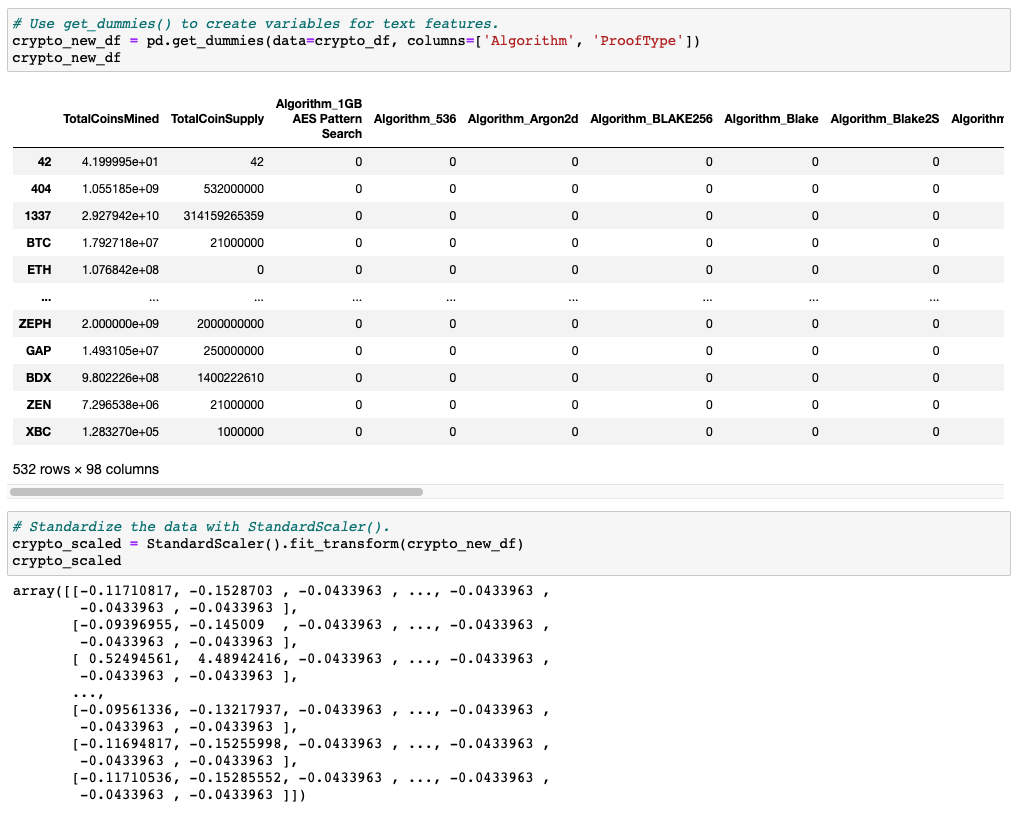 # Use get_dummies() to create variables for text features.
crypto_new_df = pd.get_dummies(data=crypto_df, columns=['Algorithm', 'ProofType'])
crypto_new_df
TotalCoinsMined TotalCoinSupply Algorithm_1GB AES Pattern Search Algorithm_536 Algorithm_Argon2d Algorithm_BLAKE256 Algorithm_Blake Algorithm_Blake2S Algorithm
42 4.199995e+01 42 0 0 0 0 0 0
404 1.055185e+09 532000000 0 0 0 0 0 0
1337 2.927942e+10 314159265359 0 0 0 0 0 0
BTC 1.792718e+07 21000000 0 0 0 0 0 0
ETH 1.076842e+08 0 0 0 0 0 0 0
... ... ... ... ... ... ... ... ...
ZEPH 2.000000e+09 2000000000 0 0 0 0 0 0
GAP 1.493105e+07 250000000 0 0 0 0 0 0
BDX 9.802226e+08 1400222610 0 0 0 0 0 0
ZEN 7.296538e+06 21000000 0 0 0 0 0 0
XBC 1.283270e+05 1000000 0 0 0 0 0 0
532 rows × 98 columns
# Standardize the data with StandardScaler().
crypto_scaled = StandardScaler().fit_transform(crypto_new_df)
crypto_scaled
array([[-0.11710817, -0.1528703 , -0.0433963 , ..., -0.0433963 ,
-0.0433963 , -0.0433963 ],
[-0.09396955, -0.145009  , -0.0433963 , ..., -0.0433963 ,
-0.0433963 , -0.0433963 ],
[ 0.52494561,  4.48942416, -0.0433963 , ..., -0.0433963 ,
-0.0433963 , -0.0433963 ],
...,
[-0.09561336, -0.13217937, -0.0433963 , ..., -0.0433963 ,
-0.0433963 , -0.0433963 ],
[-0.11694817, -0.15255998, -0.0433963 , ..., -0.0433963 ,
-0.0433963 , -0.0433963 ],
[-0.11710536, -0.15285552, -0.0433963 , ..., -0.0433963 ,
-0.0433963 , -0.0433963 ]])